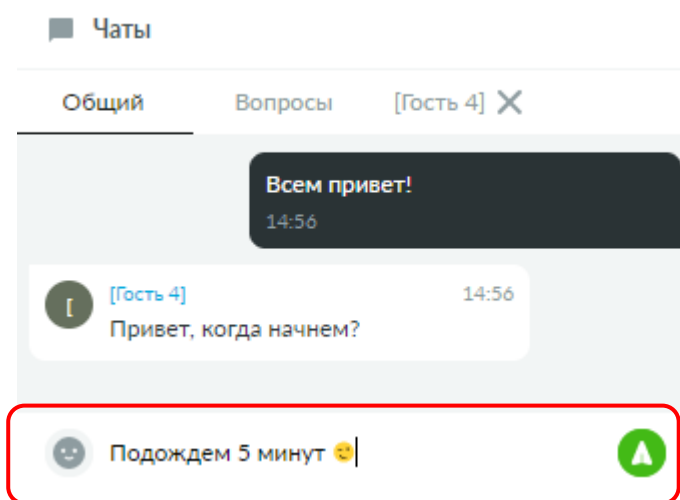 Чаты
Общий Вопросы [Гость 4]
Всем привет!
14:56
[
[Гость 4] 14:56
Привет, когда начнем?
Подождем 5 минут 😉